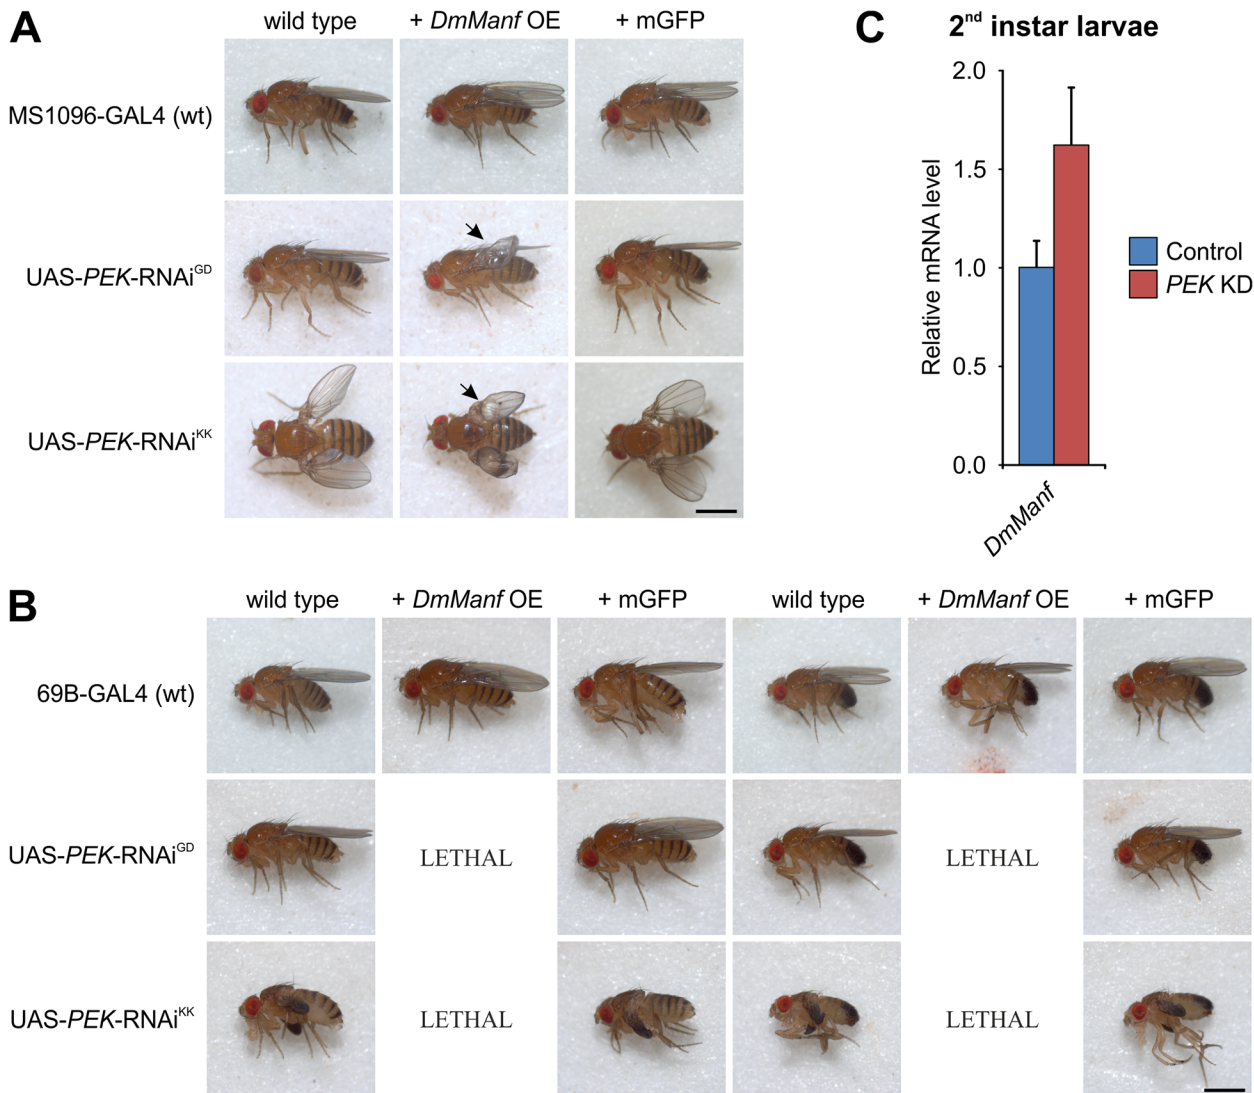 A
wild type
+ DmManf OE
+ mGFP
MS1096-GAL4 (wt)
UAS-PEK-RNAiGD
UAS-PEK-RNAiKK
C
2nd instar larvae
Relative mRNA level
2.0
1.5
1.0
0.5
0.0
DmManf
Control
PEK KD
B
wild type
+ DmManf OE
+ mGFP
wild type
+ DmManf OE
+ mGFP
69B-GAL4 (wt)
UAS-PEK-RNAiGD
LETHAL
LETHAL
UAS-PEK-RNAiKK
LETHAL
LETHAL